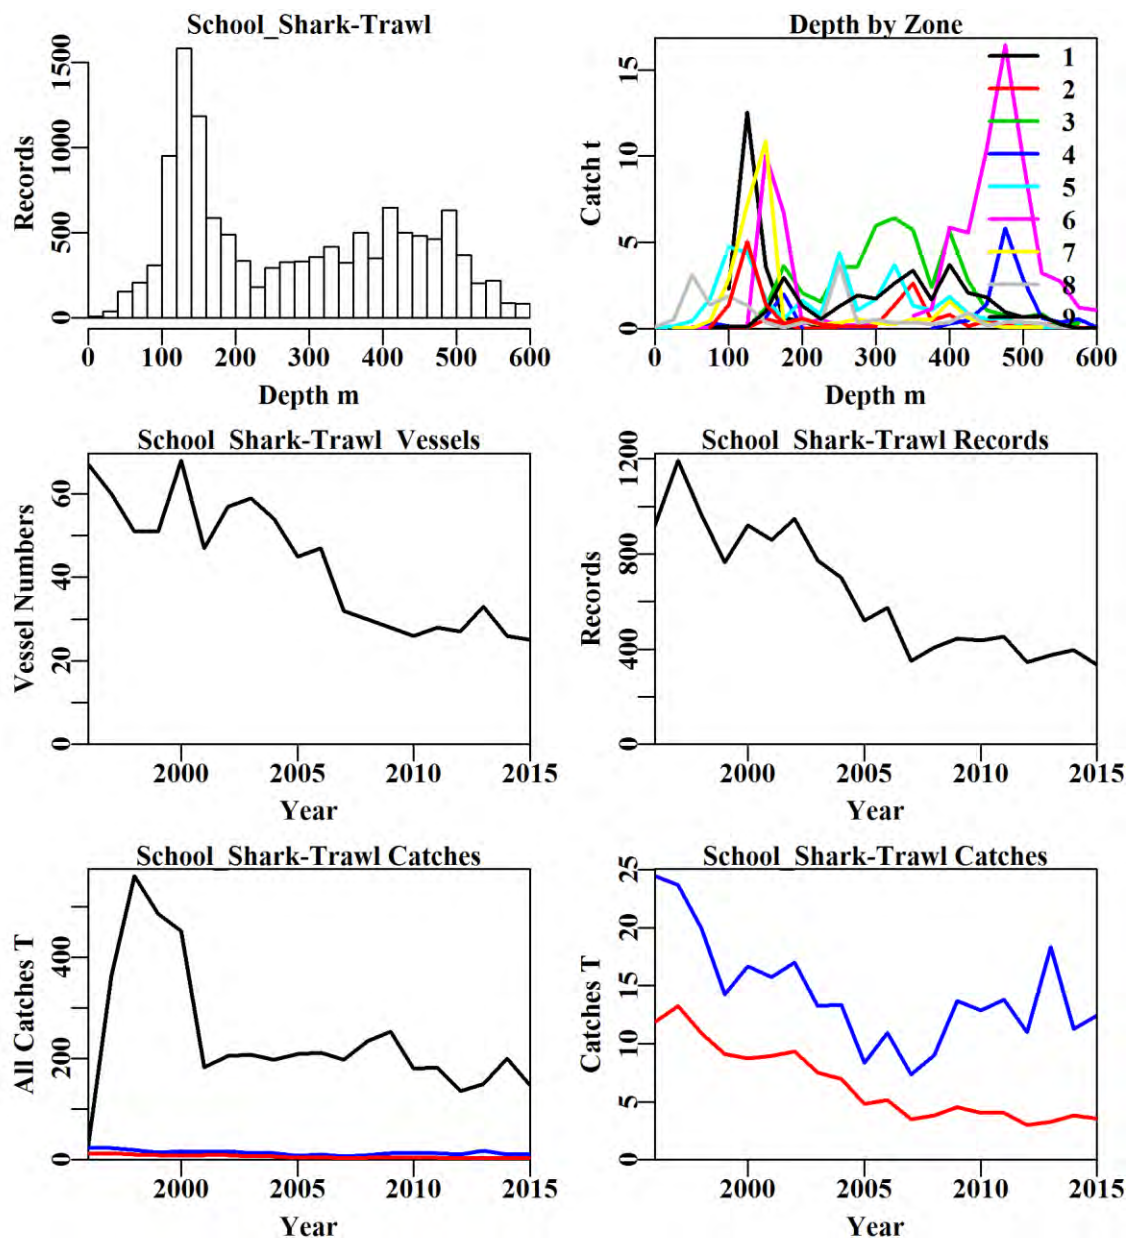 School_Shark-Trawl
Records
0 500 1000 1500
0 100 200 300 400 500 600
Depth m
Depth by Zone
Catch t
0 5 10 15
1
2
3
4
5
6
7
8
9
0 100 200 300 400 500 600
Depth m
School_Shark-Trawl_Vessels
Vessel Numbers
0 20 40 60
2000 2005 2010 2015
Year
School_Shark-Trawl Records
Records
0 400 800 1200
2000 2005 2010 2015
Year
School_Shark-Trawl Catches
All Catches T
0 200 400
2000 2005 2010 2015
Year
School_Shark-Trawl Catches
Catches T
0 5 10 15 20 25
2000 2005 2010 2015
Year